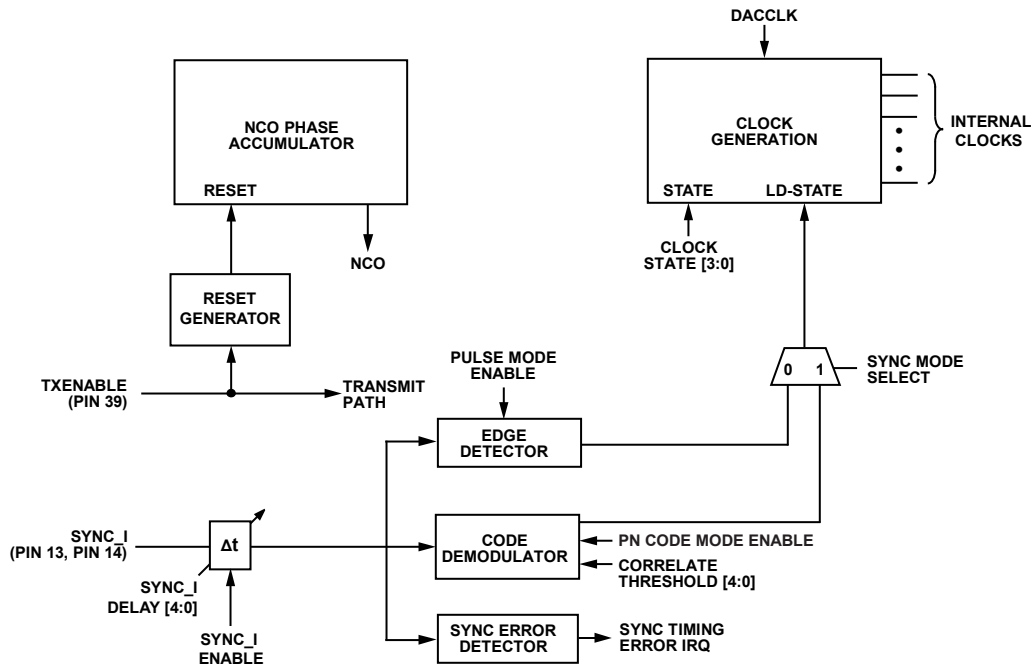 DACCLK
NCO PHASE
ACCUMULATOR
RESET
CLOCK
GENERATION
STATE
LD-STATE
INTERNAL
CLOCKS
NCO
CLOCK
STATE [3:0]
RESET
GENERATOR
TXENABLE
(PIN 39)
TRANSMIT
PATH
PULSE MODE
ENABLE
0 1
SYNC MODE
SELECT
EDGE
DETECTOR
SYNC_I
(PIN 13, PIN 14)
Δt
SYNC_I
DELAY [4:0]
SYNC_I
ENABLE
CODE
DEMODULATOR
PN CODE MODE ENABLE
CORRELATE
THRESHOLD [4:0]
SYNC ERROR
DETECTOR
SYNC TIMING
ERROR IRQ